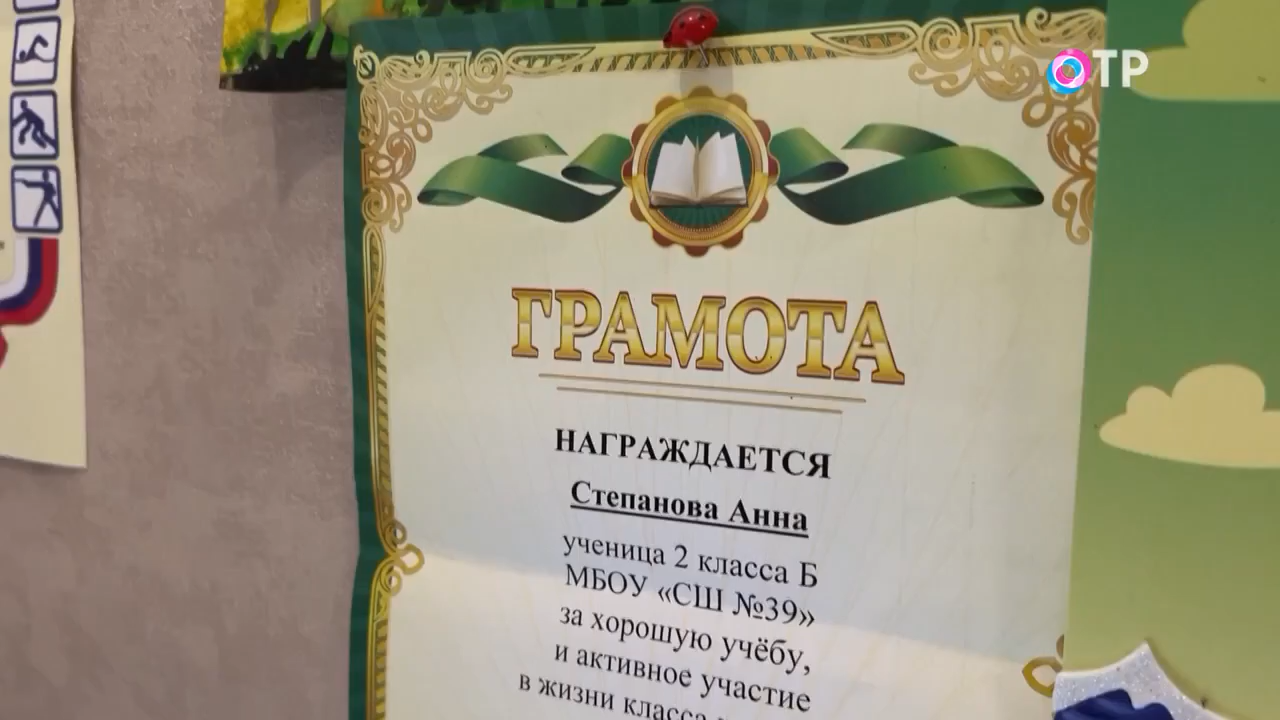 ОТР
ГРАМОТА
НАГРАЖДАЕТСЯ
Степанова Анна
ученица 2 класса Б
МБОУ «СШ №39»
за хорошую учёбу,
и активное участие
в жизни класса